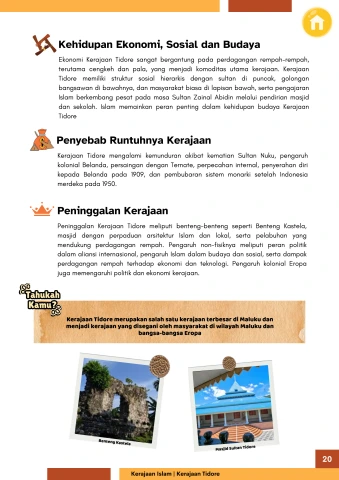 Kehidupan Ekonomi, Sosial dan Budaya
Ekonomi Kerajaan Tidore sangat bergantung pada perdagangan rempah-rempah,
terutama cengkeh dan pala, yang menjadi komoditas utama kerajaan. Kerajaan
Tidore memiliki struktur sosial hierarkis dengan sultan di puncak, golongan
bangsawan di bawahnya, dan masyarakat biasa di lapisan bawah, serta pengajaran
Islam berkembang pesat pada masa Sultan Zainal Abidin melalui pendirian masjid
dan sekolah. Islam memainkan peran penting dalam kehidupan budaya Kerajaan
Tidore
Penyebab Runtuhnya Kerajaan
Kerajaan Tidore mengalami kemunduran akibat kematian Sultan Nuku, pengaruh
kolonial Belanda, persaingan dengan Ternate, perpecahan internal, penyerahan diri
kepada Belanda pada 1909, dan pembubaran sistem monarki setelah Indonesia
merdeka pada 1950.
Peninggalan Kerajaan
Peninggalan Kerajaan Tidore meliputi benteng-benteng seperti Benteng Kastela,
masjid dengan perpaduan arsitektur Islam dan lokal, serta pelabuhan yang
mendukung perdagangan rempah. Pengaruh non-fisiknya meliputi peran politik
dalam aliansi internasional, pengaruh Islam dalam budaya dan sosial, serta dampak
perdagangan rempah terhadap ekonomi dan teknologi. Pengaruh kolonial Eropa
juga memengaruhi politik dan ekonomi kerajaan.
Tahukah
Kamu?
Kerajaan Tidore merupakan salah satu kerajaan terbesar di Maluku dan
menjadi kerajaan yang disegani oleh masyarakat di wilayah Maluku dan
bangsa-bangsa Eropa
Benteng Kastela
Masjid Sultan Tidore
20
Kerajaan Islam | Kerajaan Tidore